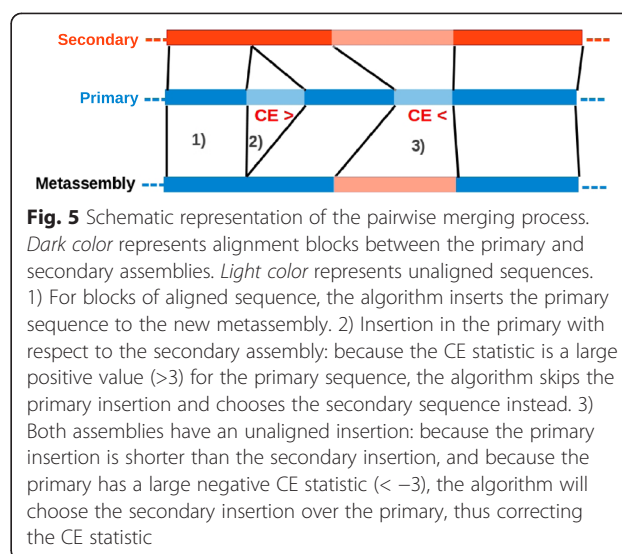 Secondary
Primary
CE >
CE <
1)
2)
3)
Metassembly
Fig. 5 Schematic representation of the pairwise merging process.
Dark color represents alignment blocks between the primary and
secondary assemblies. Light color represents unaligned sequences.
1) For blocks of aligned sequence, the algorithm inserts the primary
sequence to the new metassembly. 2) Insertion in the primary with
respect to the secondary assembly: because the CE statistic is a large
positive value (>3) for the primary sequence, the algorithm skips the
primary insertion and chooses the secondary sequence instead. 3)
Both assemblies have an unaligned insertion: because the primary
insertion is shorter than the secondary insertion, and because the
primary has a large negative CE statistic (< −3), the algorithm will
choose the secondary insertion over the primary, thus correcting
the CE statistic